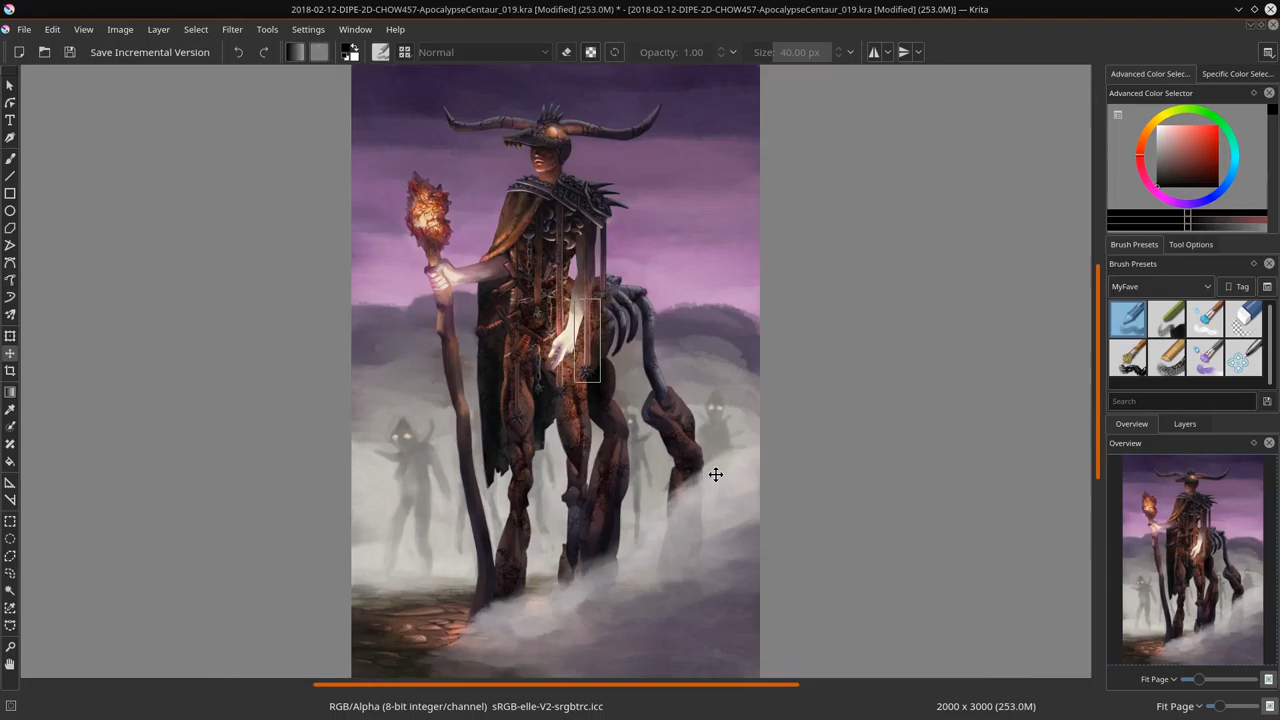 2018-02-12-DIPE-2D-CHOW457-ApocalypseCentaur_019.kra [Modified] (253.0M) * - [2018-02-12-DIPE-2D-CHOW457-ApocalypseCentaur_019.kra [Modified] (253.0M)] — Krita
File Edit View Image Layer Select Filter Tools Settings Window Help
Save Incremental Version Normal Opacity: 1.00 Size: 40.00 px
Advanced Color Selec... Specific Color Selec...
Advanced Color Selector
Brush Presets Tool Options
Brush Presets
MyFave Tag
Search
Overview Layers
Overview
Fit Page
RGB/Alpha (8-bit integer/channel) sRGB-elle-V2-srgbtrc.icc 2000 x 3000 (253.0M) Fit Page